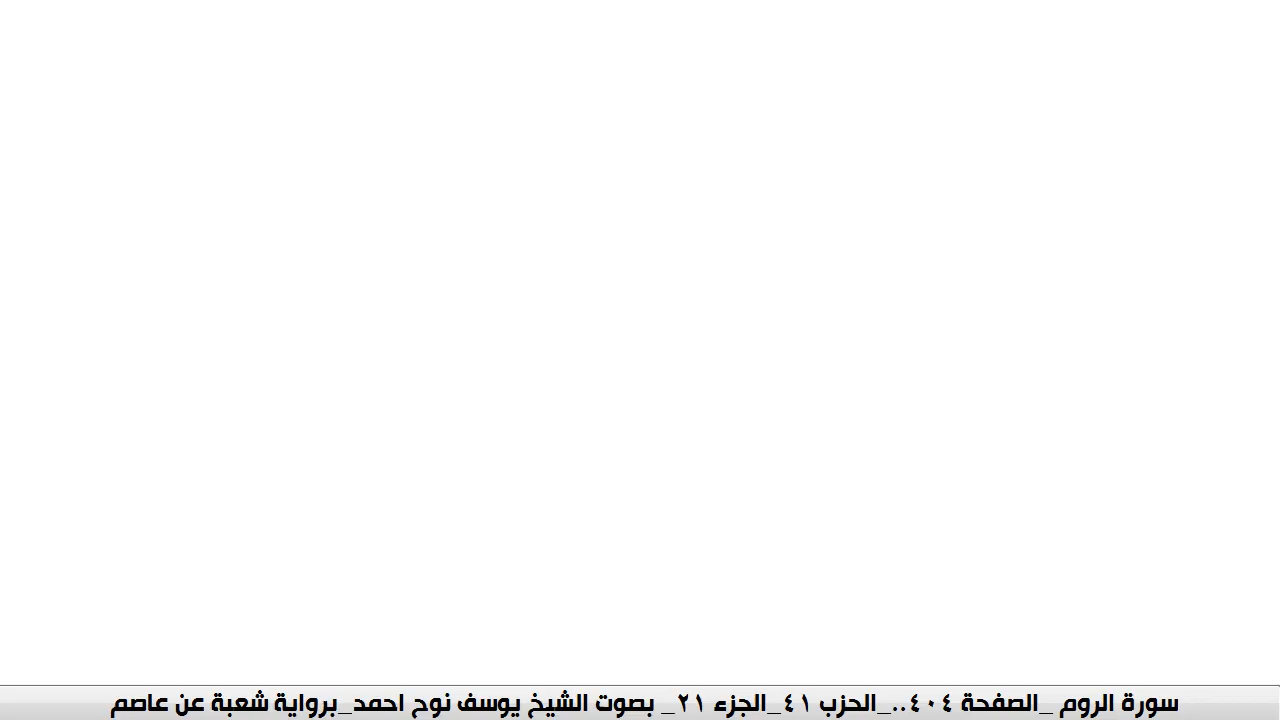 سورة الروم _الصفحة ٤٠٤.._الحزب ٤١_الجزء ٢١_ بصوت الشيخ يوسف نوح احمد_برواية شعبة عن عاصم